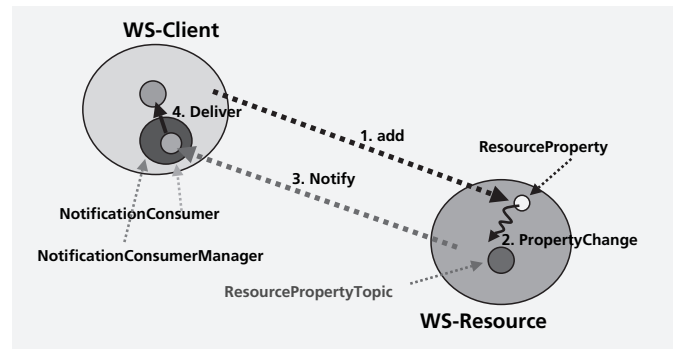 WS-Client
4. Deliver
1. add
ResourceProperty
3. Notify
NotificationConsumer
2. PropertyChange
NotificationConsumerManager
ResourcePropertyTopic
WS-Resource